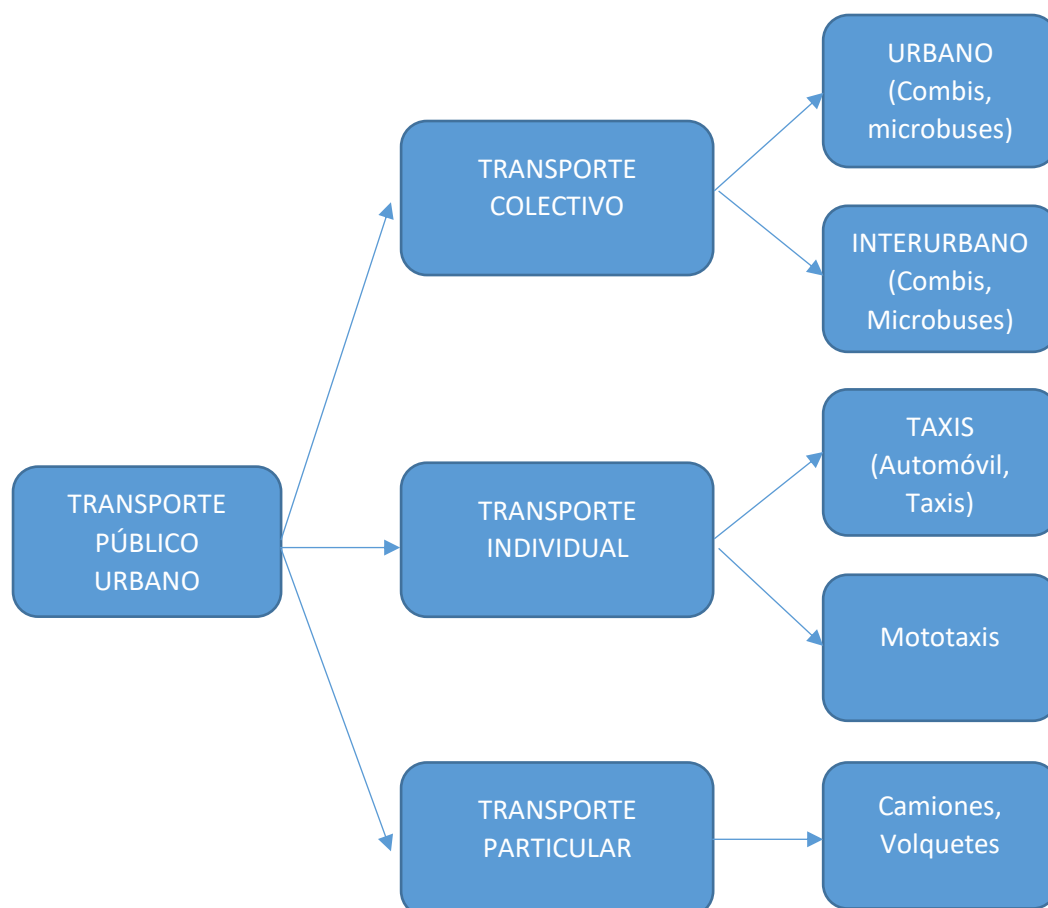 TRANSPORTE
PÚBLICO
URBANO
TRANSPORTE
COLECTIVO
URBANO
(Combis,
microbuses)
INTERURBANO
(Combis,
Microbuses)
TRANSPORTE
INDIVIDUAL
TAXIS
(Automóvil,
Taxis)
Mototaxis
TRANSPORTE
PARTICULAR
Camiones,
Volquetes